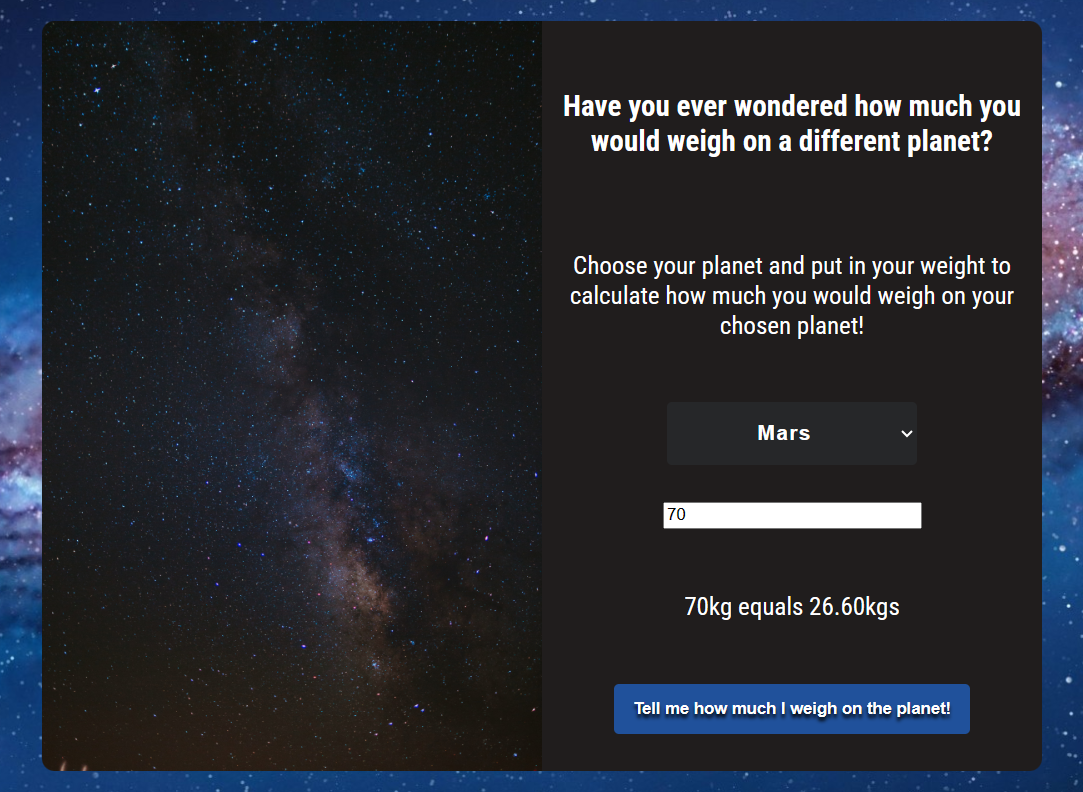 Have you ever wondered how much you
would weigh on a different planet?
Choose your planet and put in your weight to
calculate how much you would weigh on your
chosen planet!
Mars
70
70kg equals 26.60kgs
Tell me how much I weigh on the planet!